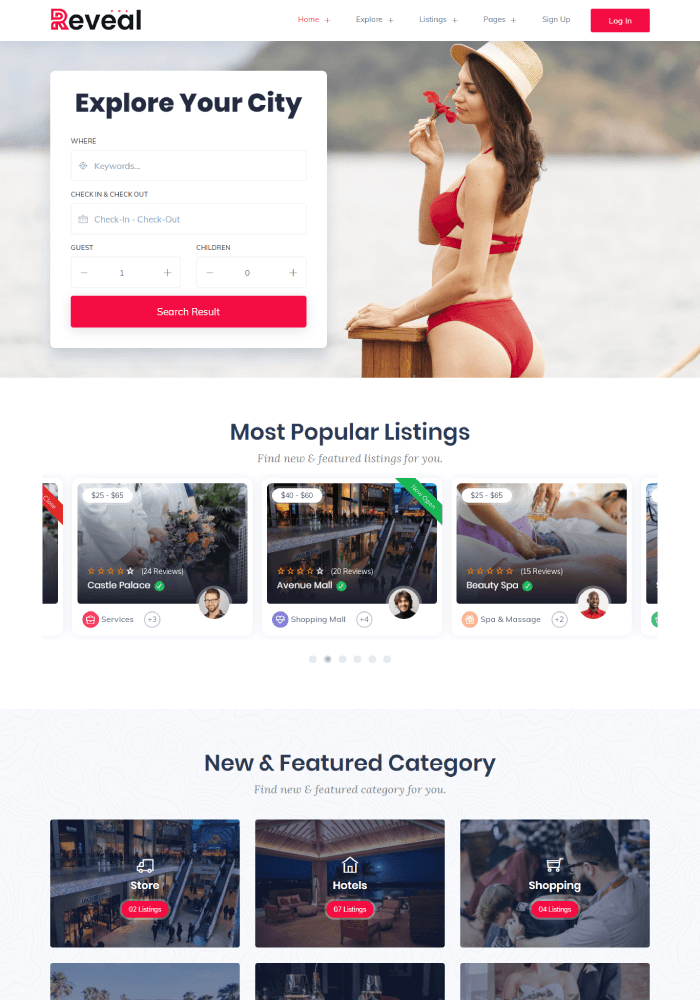 Reveal
Home + Explore + Listings + Pages + Sign Up Log In
Explore Your City
WHERE
Keywords...
CHECK IN & CHECK OUT
Check-In - Check-Out
GUEST CHILDREN
− 1 + − 0 +
Search Result
Most Popular Listings
Find new & featured listings for you.
Close $25 - $65 $40 - $60 Now Open $25 - $65
(24 Reviews) (20 Reviews) (15 Reviews)
Castle Palace Avenue Mall Beauty Spa
Services +3 Shopping Mall +4 Spa & Massage +2
New & Featured Category
Find new & featured category for you.
Store Hotels Shopping
02 Listings 07 Listings 04 Listings